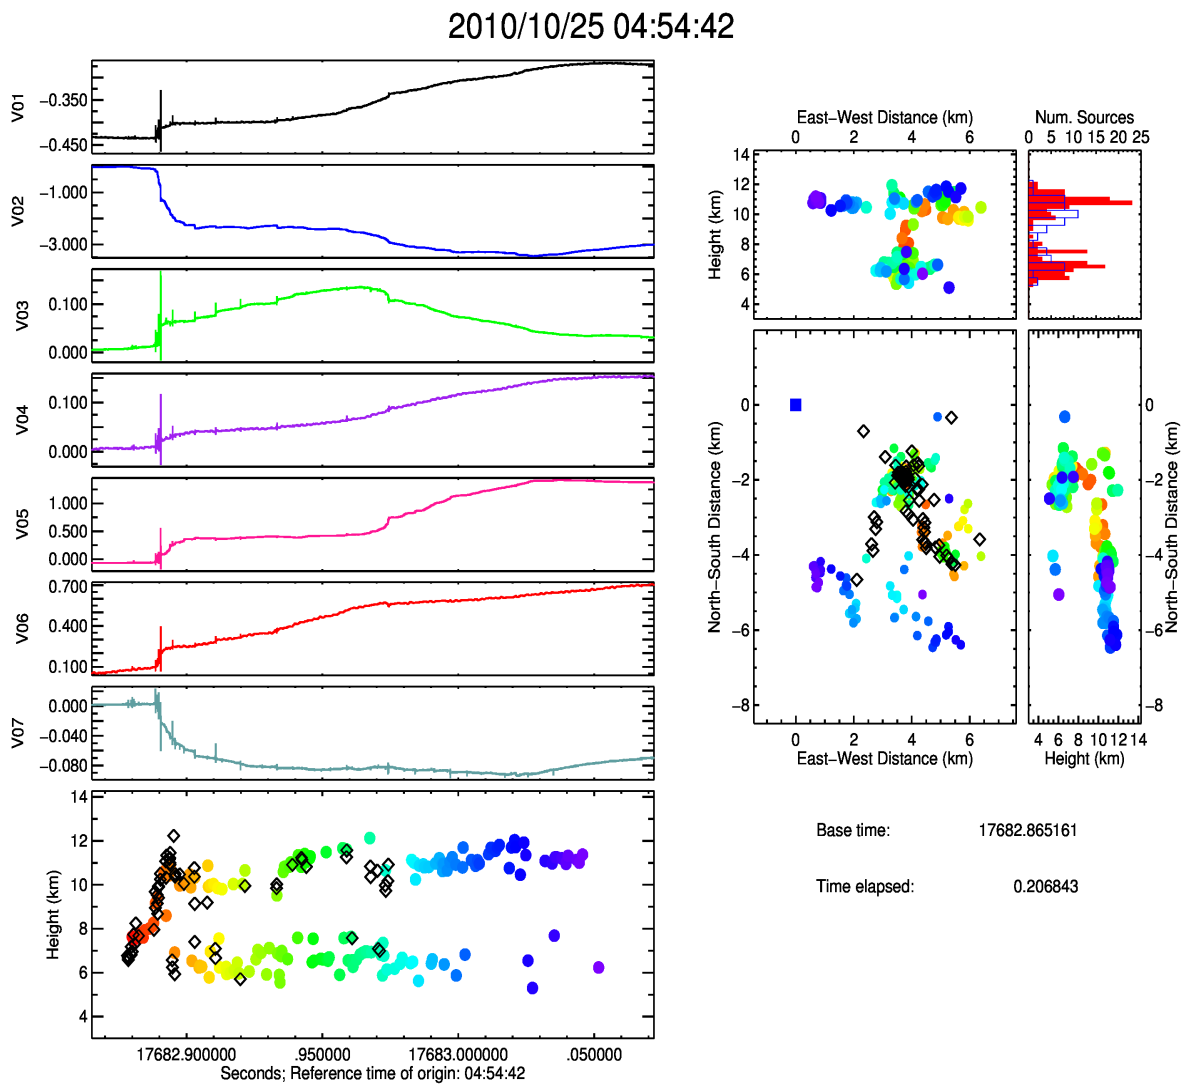 2010/10/25 04:54:42
V01
−0.350
−0.450
V02
−1.000
−3.000
V03
0.100
0.000
V04
0.100
0.000
V05
1.000
0.500
0.000
V06
0.700
0.400
0.100
V07
0.000
−0.040
−0.080
Height (km)
14
12
10
8
6
4
17682.900000 .950000 17683.000000 .050000
Seconds; Reference time of origin: 04:54:42
East−West Distance (km)
0 2 4 6
Height (km)
14
12
10
8
6
4
Num. Sources
0 5 10 15 20 25
North−South Distance (km)
0
−2
−4
−6
−8
0 2 4 6
East−West Distance (km)
0
−2
−4
−6
−8
North−South Distance (km)
4 6 8 10 12 14
Height (km)
Base time: 17682.865161
Time elapsed: 0.206843